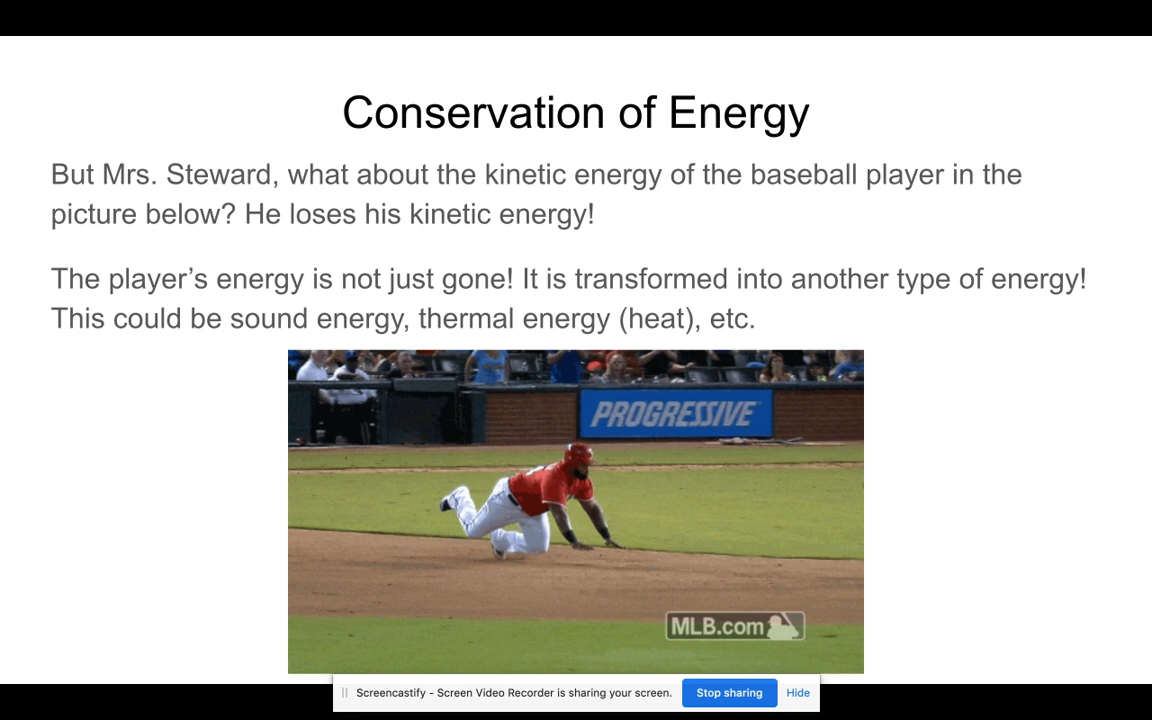 Conservation of Energy
But Mrs. Steward, what about the kinetic energy of the baseball player in the
picture below? He loses his kinetic energy!
The player’s energy is not just gone! It is transformed into another type of energy!
This could be sound energy, thermal energy (heat), etc.
PROGRESSIVE
MLB.com
Screencastify - Screen Video Recorder is sharing your screen. Stop sharing Hide